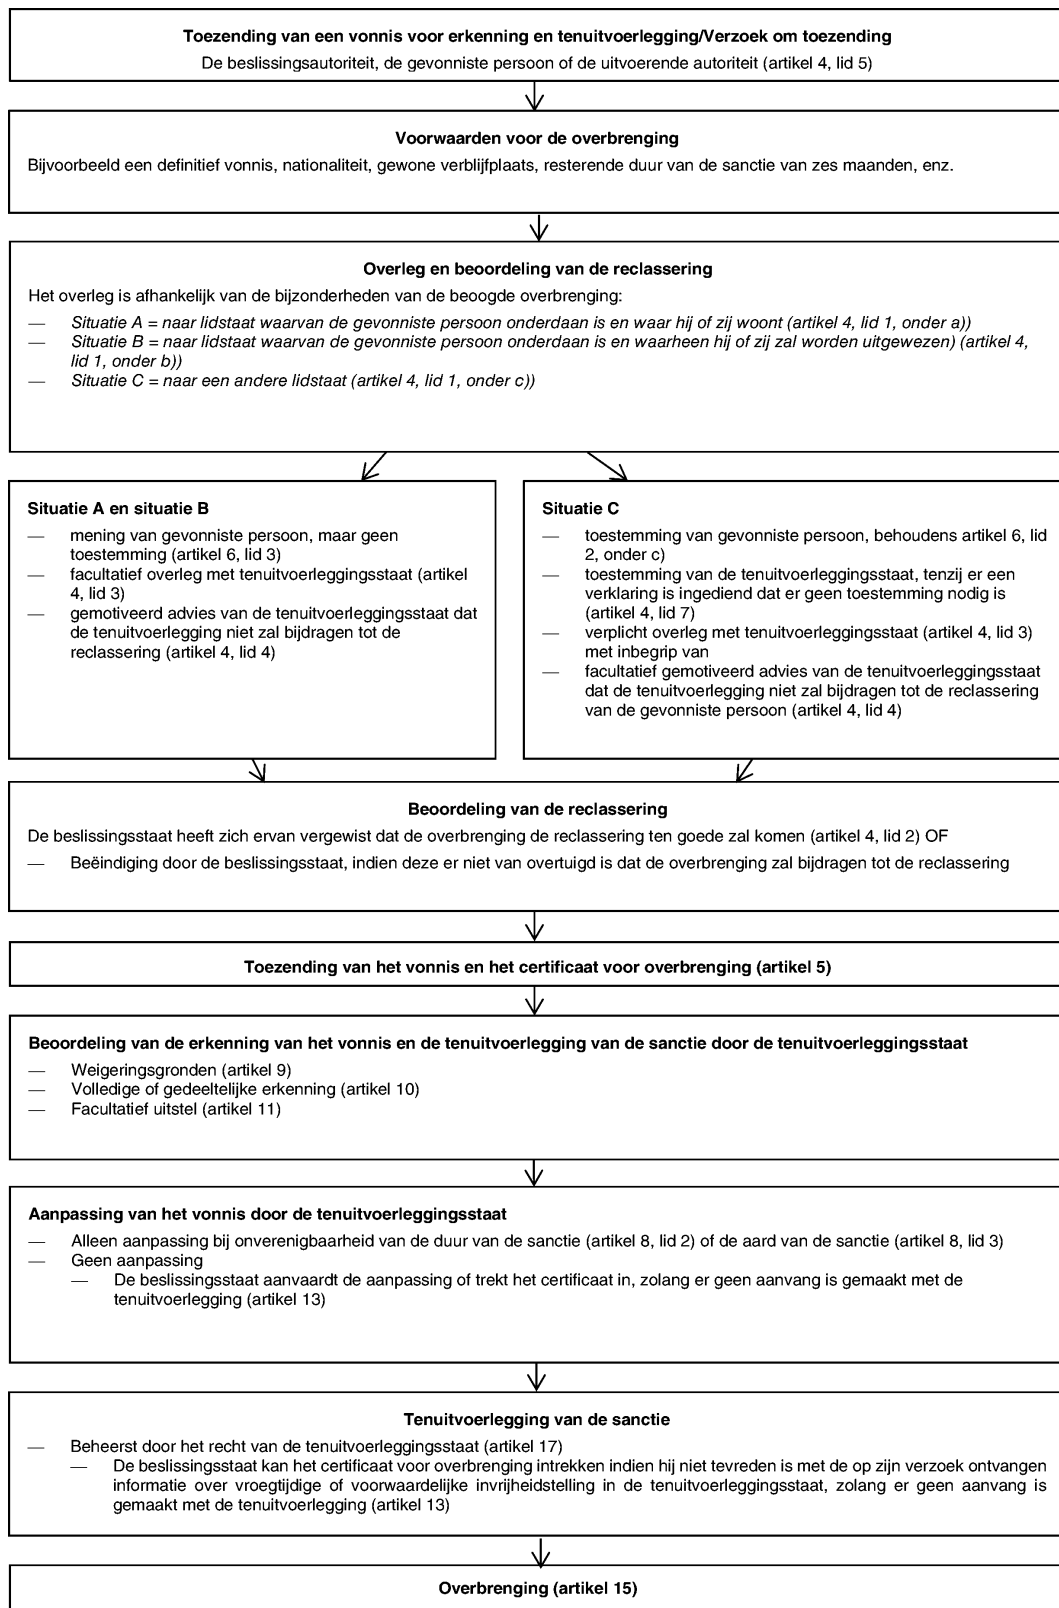 Toezending van een vonnis voor erkenning en tenuitvoerlegging/Verzoek om toezending
De beslissingsautoriteit, de gevonniste persoon of de uitvoerende autoriteit (artikel 4, lid 5)
Voorwaarden voor de overbrenging
Bijvoorbeeld een definitief vonnis, nationaliteit, gewone verblijfplaats, resterende duur van de sanctie van zes maanden, enz.
Overleg en beoordeling van de reclassering
Het overleg is afhankelijk van de bijzonderheden van de beoogde overbrenging:
— Situatie A = naar lidstaat waarvan de gevonniste persoon onderdaan is en waar hij of zij woont (artikel 4, lid 1, onder a))
— Situatie B = naar lidstaat waarvan de gevonniste persoon onderdaan is en waarheen hij of zij zal worden uitgewezen) (artikel 4,
lid 1, onder b))
— Situatie C = naar een andere lidstaat (artikel 4, lid 1, onder c))
Situatie A en situatie B
— mening van gevonniste persoon, maar geen
toestemming (artikel 6, lid 3)
— facultatief overleg met tenuitvoerleggingsstaat (artikel
4, lid 3)
— gemotiveerd advies van de tenuitvoerleggingsstaat dat
de tenuitvoerlegging niet zal bijdragen tot de
reclassering (artikel 4, lid 4)
Situatie C
— toestemming van gevonniste persoon, behoudens artikel 6, lid
2, onder c)
— toestemming van de tenuitvoerleggingsstaat, tenzij er een
verklaring is ingediend dat er geen toestemming nodig is
(artikel 4, lid 7)
— verplicht overleg met tenuitvoerleggingsstaat (artikel 4, lid 3)
met inbegrip van
— facultatief gemotiveerd advies van de tenuitvoerleggingsstaat
dat de tenuitvoerlegging niet zal bijdragen tot de reclassering
van de gevonniste persoon (artikel 4, lid 4)
Beoordeling van de reclassering
De beslissingsstaat heeft zich ervan vergewist dat de overbrenging de reclassering ten goede zal komen (artikel 4, lid 2) OF
— Beëindiging door de beslissingsstaat, indien deze er niet van overtuigd is dat de overbrenging zal bijdragen tot de reclassering
Toezending van het vonnis en het certificaat voor overbrenging (artikel 5)
Beoordeling van de erkenning van het vonnis en de tenuitvoerlegging van de sanctie door de tenuitvoerleggingsstaat
— Weigeringsgronden (artikel 9)
— Volledige of gedeeltelijke erkenning (artikel 10)
— Facultatief uitstel (artikel 11)
Aanpassing van het vonnis door de tenuitvoerleggingsstaat
— Alleen aanpassing bij onverenigbaarheid van de duur van de sanctie (artikel 8, lid 2) of de aard van de sanctie (artikel 8, lid 3)
— Geen aanpassing
— De beslissingsstaat aanvaardt de aanpassing of trekt het certificaat in, zolang er geen aanvang is gemaakt met de
tenuitvoerlegging (artikel 13)
Tenuitvoerlegging van de sanctie
— Beheerst door het recht van de tenuitvoerleggingsstaat (artikel 17)
— De beslissingsstaat kan het certificaat voor overbrenging intrekken indien hij niet tevreden is met de op zijn verzoek ontvangen
informatie over vroegtijdige of voorwaardelijke invrijheidstelling in de tenuitvoerleggingsstaat, zolang er geen aanvang is
gemaakt met de tenuitvoerlegging (artikel 13)
Overbrenging (artikel 15)